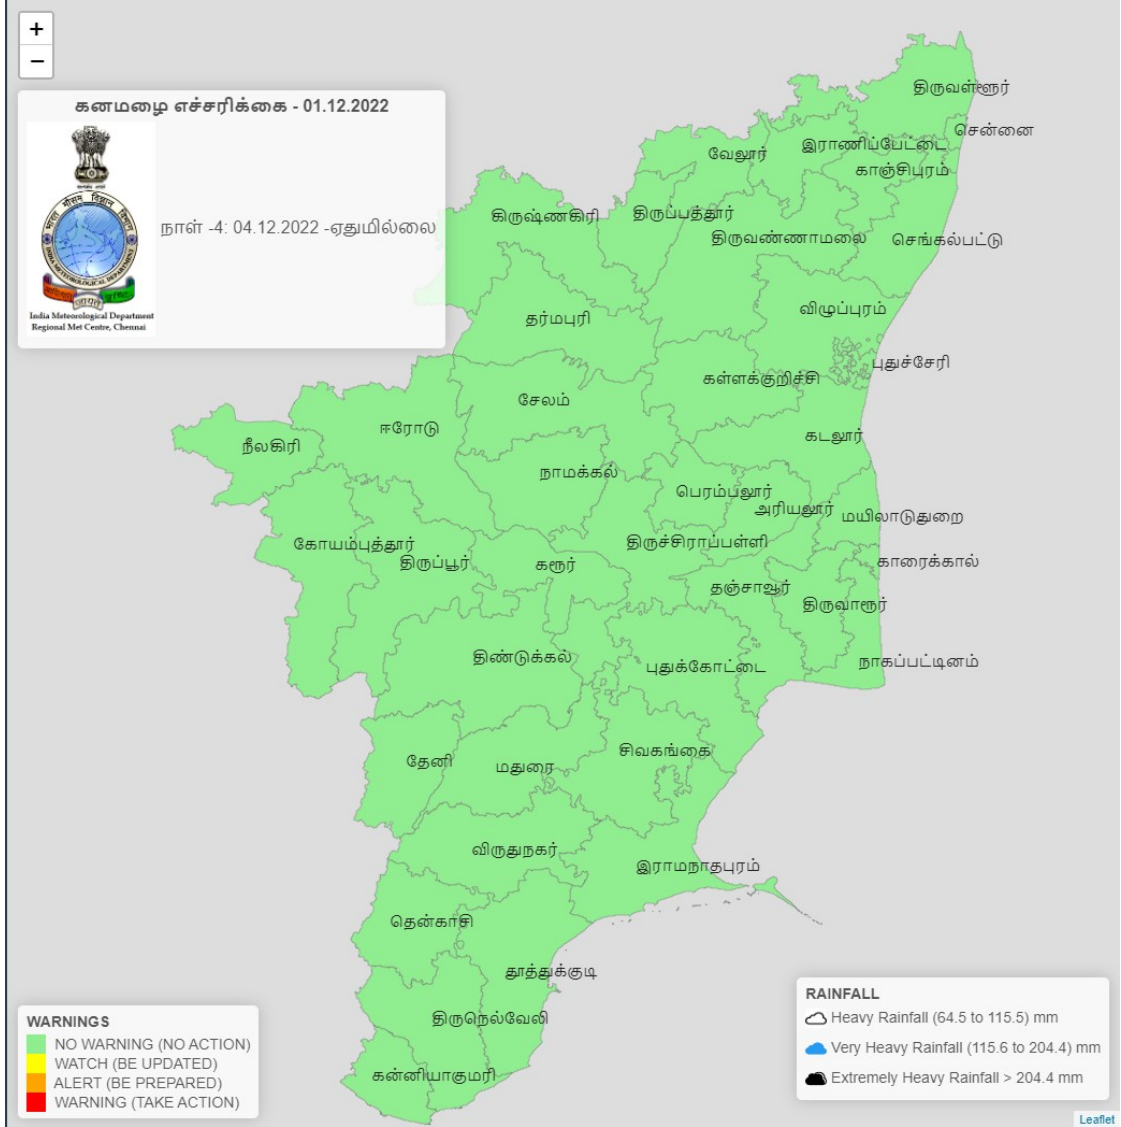 +
−
கனமழை எச்சரிக்கை - 01.12.2022
நாள் -4: 04.12.2022 -ஏதுமில்லை
INDIA METEOROLOGICAL DEPARTMENT
India Meteorological Department
Regional Met Centre, Chennai
திருவள்ளூர்
சென்னை
இராணிப்பேட்டை
வேலூர்
காஞ்சிபுரம்
கிருஷ்ணகிரி
திருப்பத்தூர்
திருவண்ணாமலை
செங்கல்பட்டு
விழுப்புரம்
தர்மபுரி
புதுச்சேரி
கள்ளக்குறிச்சி
சேலம்
ஈரோடு
கடலூர்
நீலகிரி
நாமக்கல்
பெரம்பலூர்
அரியலூர்
மயிலாடுதுறை
கோயம்புத்தூர்
திருச்சிராப்பள்ளி
திருப்பூர்
கரூர்
காரைக்கால்
தஞ்சாவூர்
திருவாரூர்
திண்டுக்கல்
புதுக்கோட்டை
நாகப்பட்டினம்
சிவகங்கை
தேனி
மதுரை
விருதுநகர்
இராமநாதபுரம்
தென்காசி
தூத்துக்குடி
திருநெல்வேலி
கன்னியாகுமரி
WARNINGS
NO WARNING (NO ACTION)
WATCH (BE UPDATED)
ALERT (BE PREPARED)
WARNING (TAKE ACTION)
RAINFALL
Heavy Rainfall (64.5 to 115.5) mm
Very Heavy Rainfall (115.6 to 204.4) mm
Extremely Heavy Rainfall > 204.4 mm
Leaflet